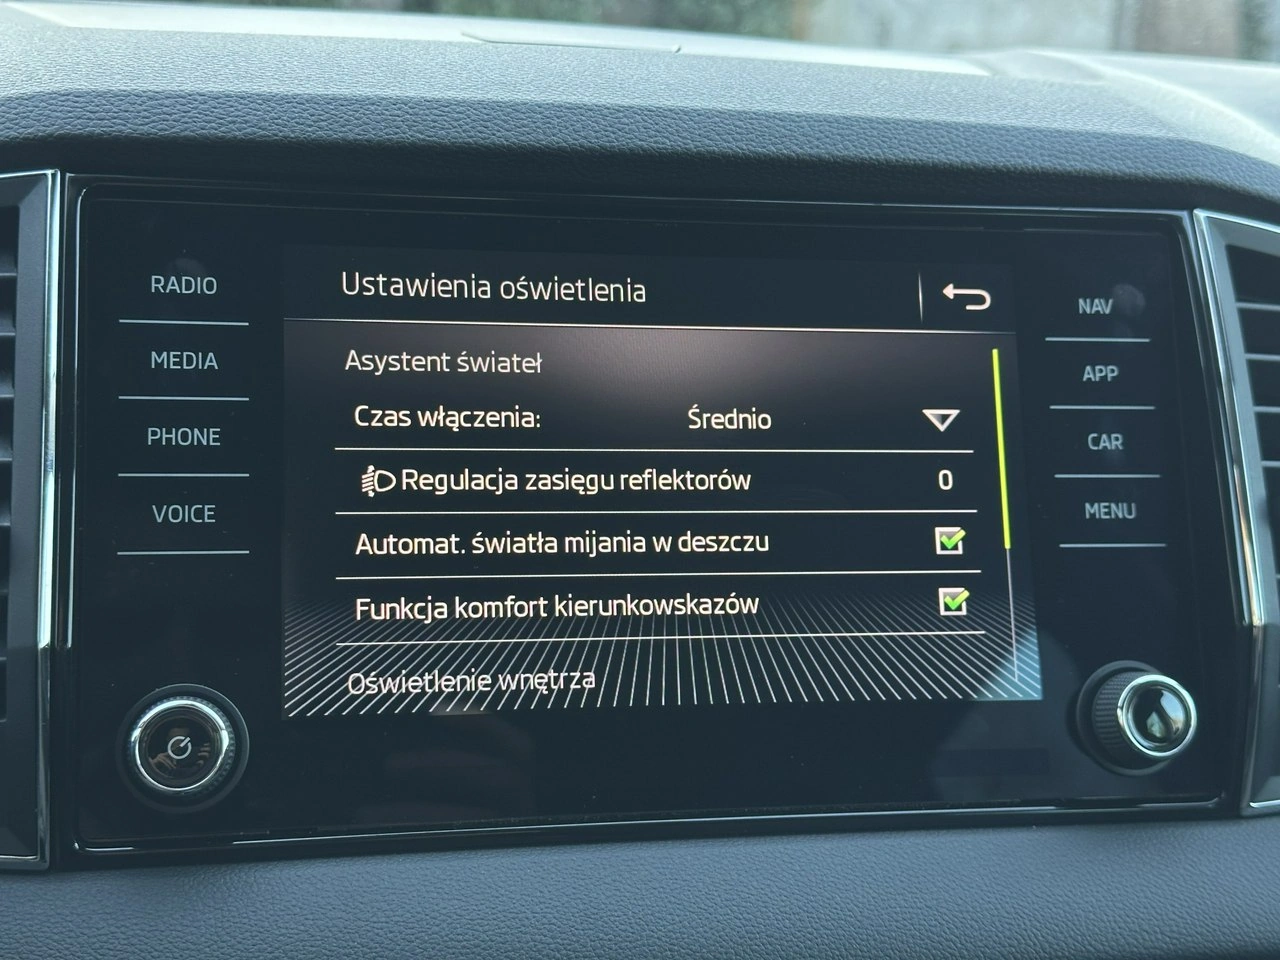 RADIO
MEDIA
PHONE
VOICE
Ustawienia oświetlenia
Asystent świateł
Czas włączenia: Średnio
Regulacja zasięgu reflektorów 0
Automat. światła mijania w deszczu
Funkcja komfort kierunkowskazów
Oświetlenie wnętrza
NAV
APP
CAR
MENU